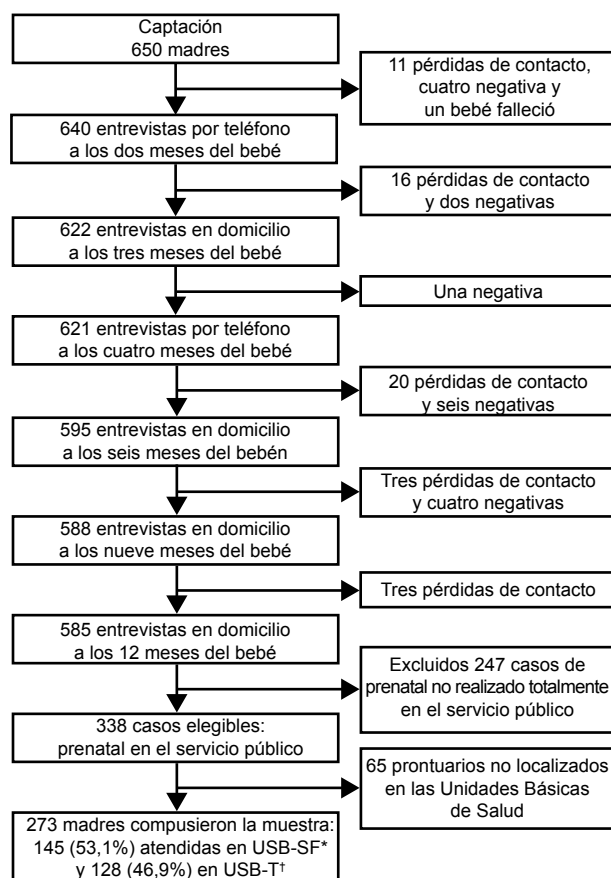 Captación
650 madres
11 pérdidas de contacto,
cuatro negativa y
un bebé falleció
640 entrevistas por teléfono
a los dos meses del bebé
16 pérdidas de contacto
y dos negativas
622 entrevistas en domicilio
a los tres meses del bebé
Una negativa
621 entrevistas por teléfono
a los cuatro meses del bebé
20 pérdidas de contacto
y seis negativas
595 entrevistas en domicilio
a los seis meses del bebén
Tres pérdidas de contacto
y cuatro negativas
588 entrevistas en domicilio
a los nueve meses del bebé
Tres pérdidas de contacto
585 entrevistas en domicilio
a los 12 meses del bebé
Excluidos 247 casos de
prenatal no realizado totalmente
en el servicio público
338 casos elegibles:
prenatal en el servicio público
65 prontuarios no localizados
en las Unidades Básicas
de Salud
273 madres compusieron la muestra:
145 (53,1%) atendidas en USB-SF*
y 128 (46,9%) en USB-T†